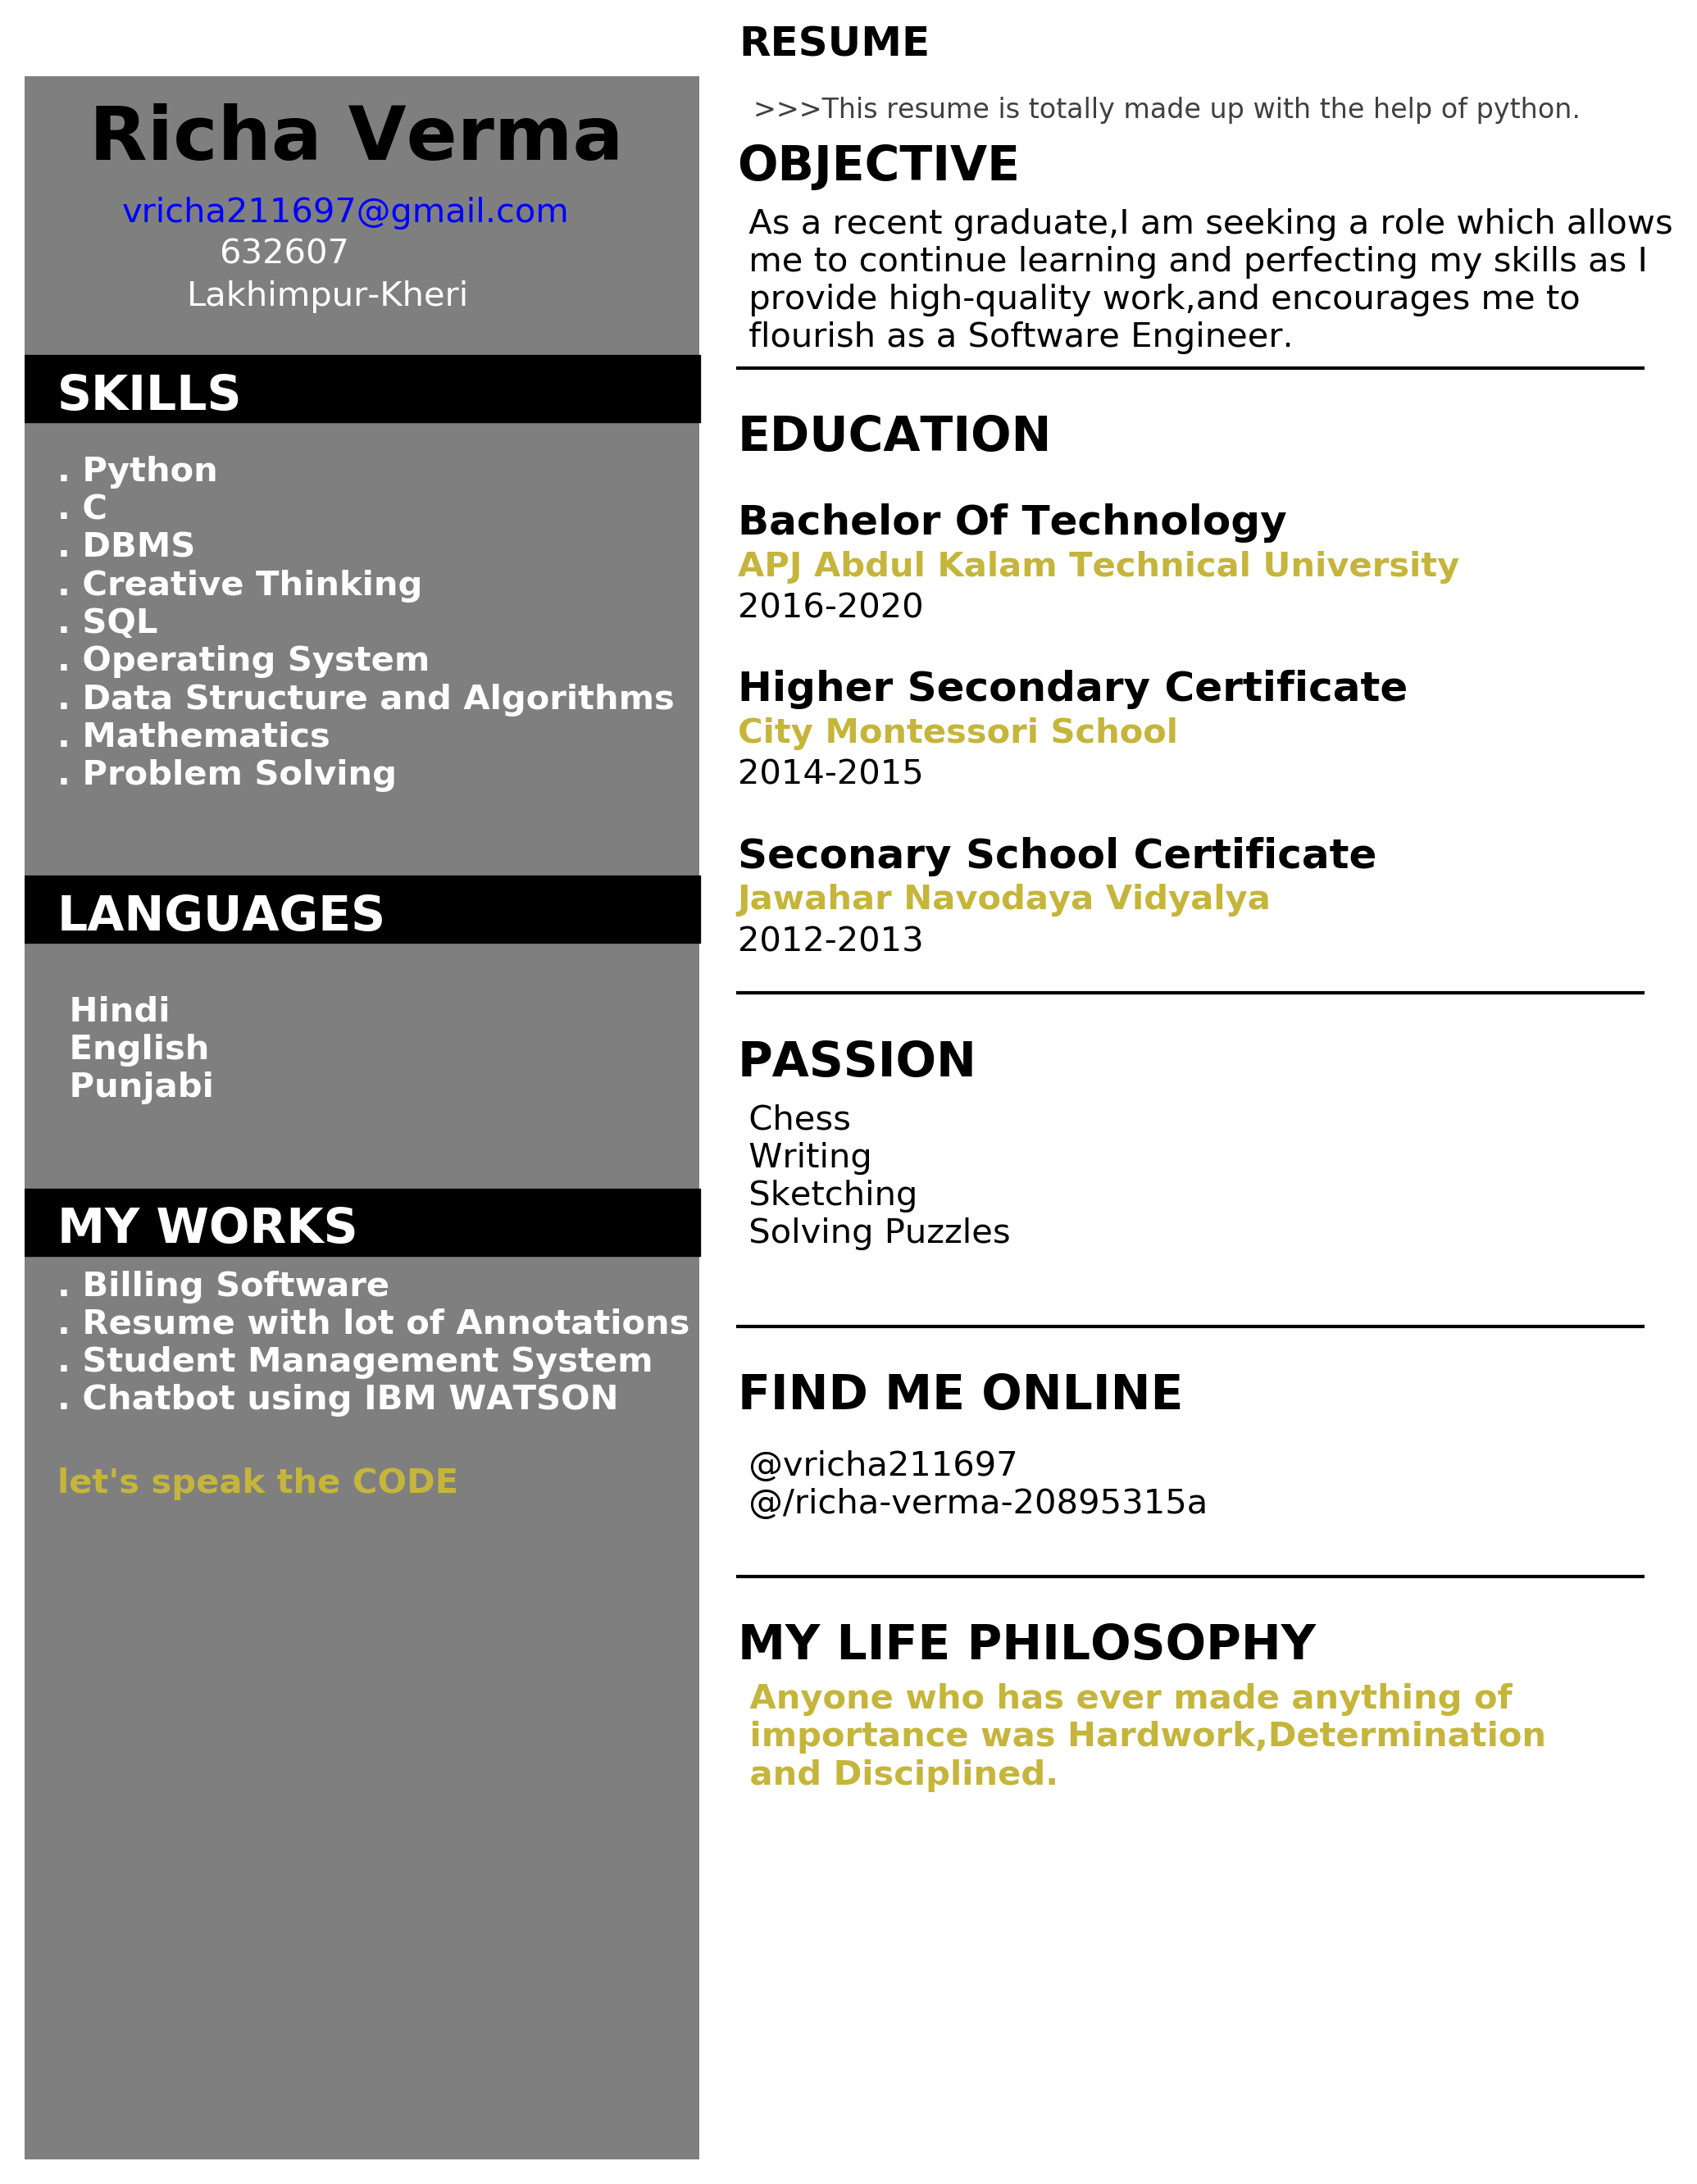 RESUME
>>>This resume is totally made up with the help of python.
Richa Verma
vricha211697@gmail.com
632607
Lakhimpur-Kheri
SKILLS
. Python
. C
. DBMS
. Creative Thinking
. SQL
. Operating System
. Data Structure and Algorithms
. Mathematics
. Problem Solving
LANGUAGES
Hindi
English
Punjabi
MY WORKS
. Billing Software
. Resume with lot of Annotations
. Student Management System
. Chatbot using IBM WATSON
let's speak the CODE
OBJECTIVE
As a recent graduate,I am seeking a role which allows
me to continue learning and perfecting my skills as I
provide high-quality work,and encourages me to
flourish as a Software Engineer.
EDUCATION
Bachelor Of Technology
APJ Abdul Kalam Technical University
2016-2020
Higher Secondary Certificate
City Montessori School
2014-2015
Seconary School Certificate
Jawahar Navodaya Vidyalya
2012-2013
PASSION
Chess
Writing
Sketching
Solving Puzzles
FIND ME ONLINE
@vricha211697
@/richa-verma-20895315a
MY LIFE PHILOSOPHY
Anyone who has ever made anything of
importance was Hardwork,Determination
and Disciplined.